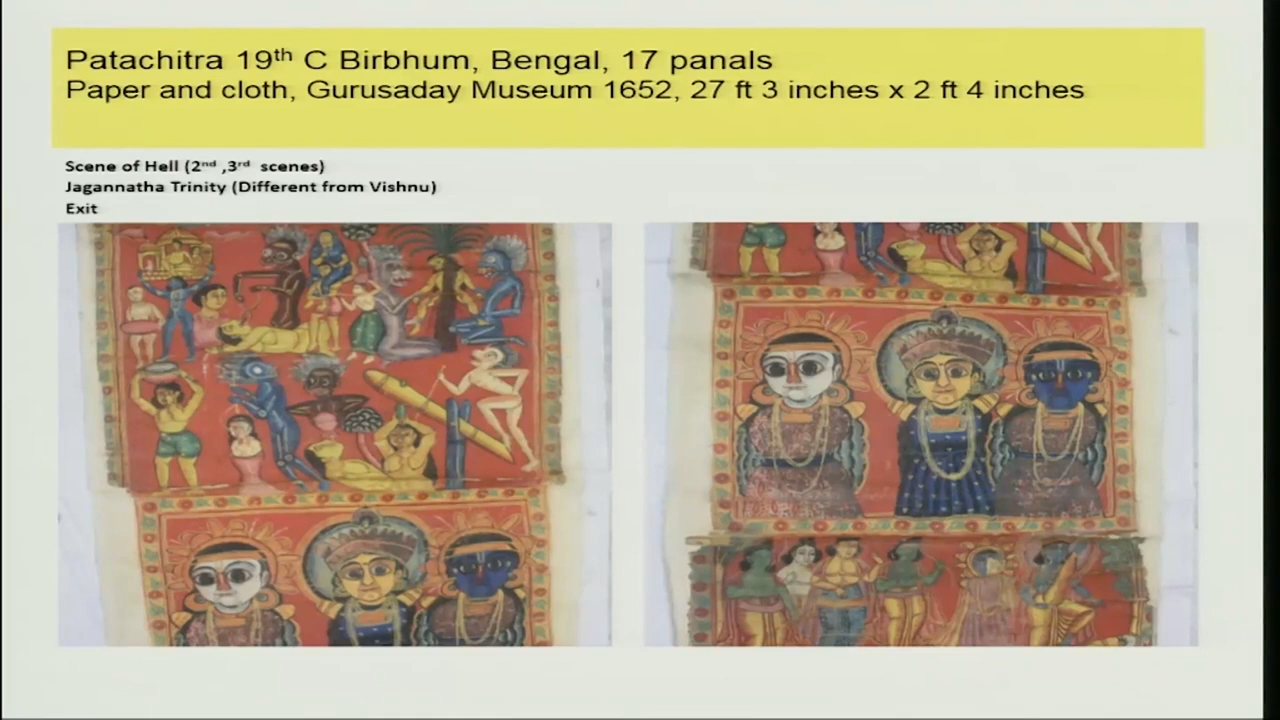 Patachitra 19th C Birbhum, Bengal, 17 panals
Paper and cloth, Gurusaday Museum 1652, 27 ft 3 inches x 2 ft 4 inches
Scene of Hell (2nd ,3rd scenes)
Jagannatha Trinity (Different from Vishnu)
Exit